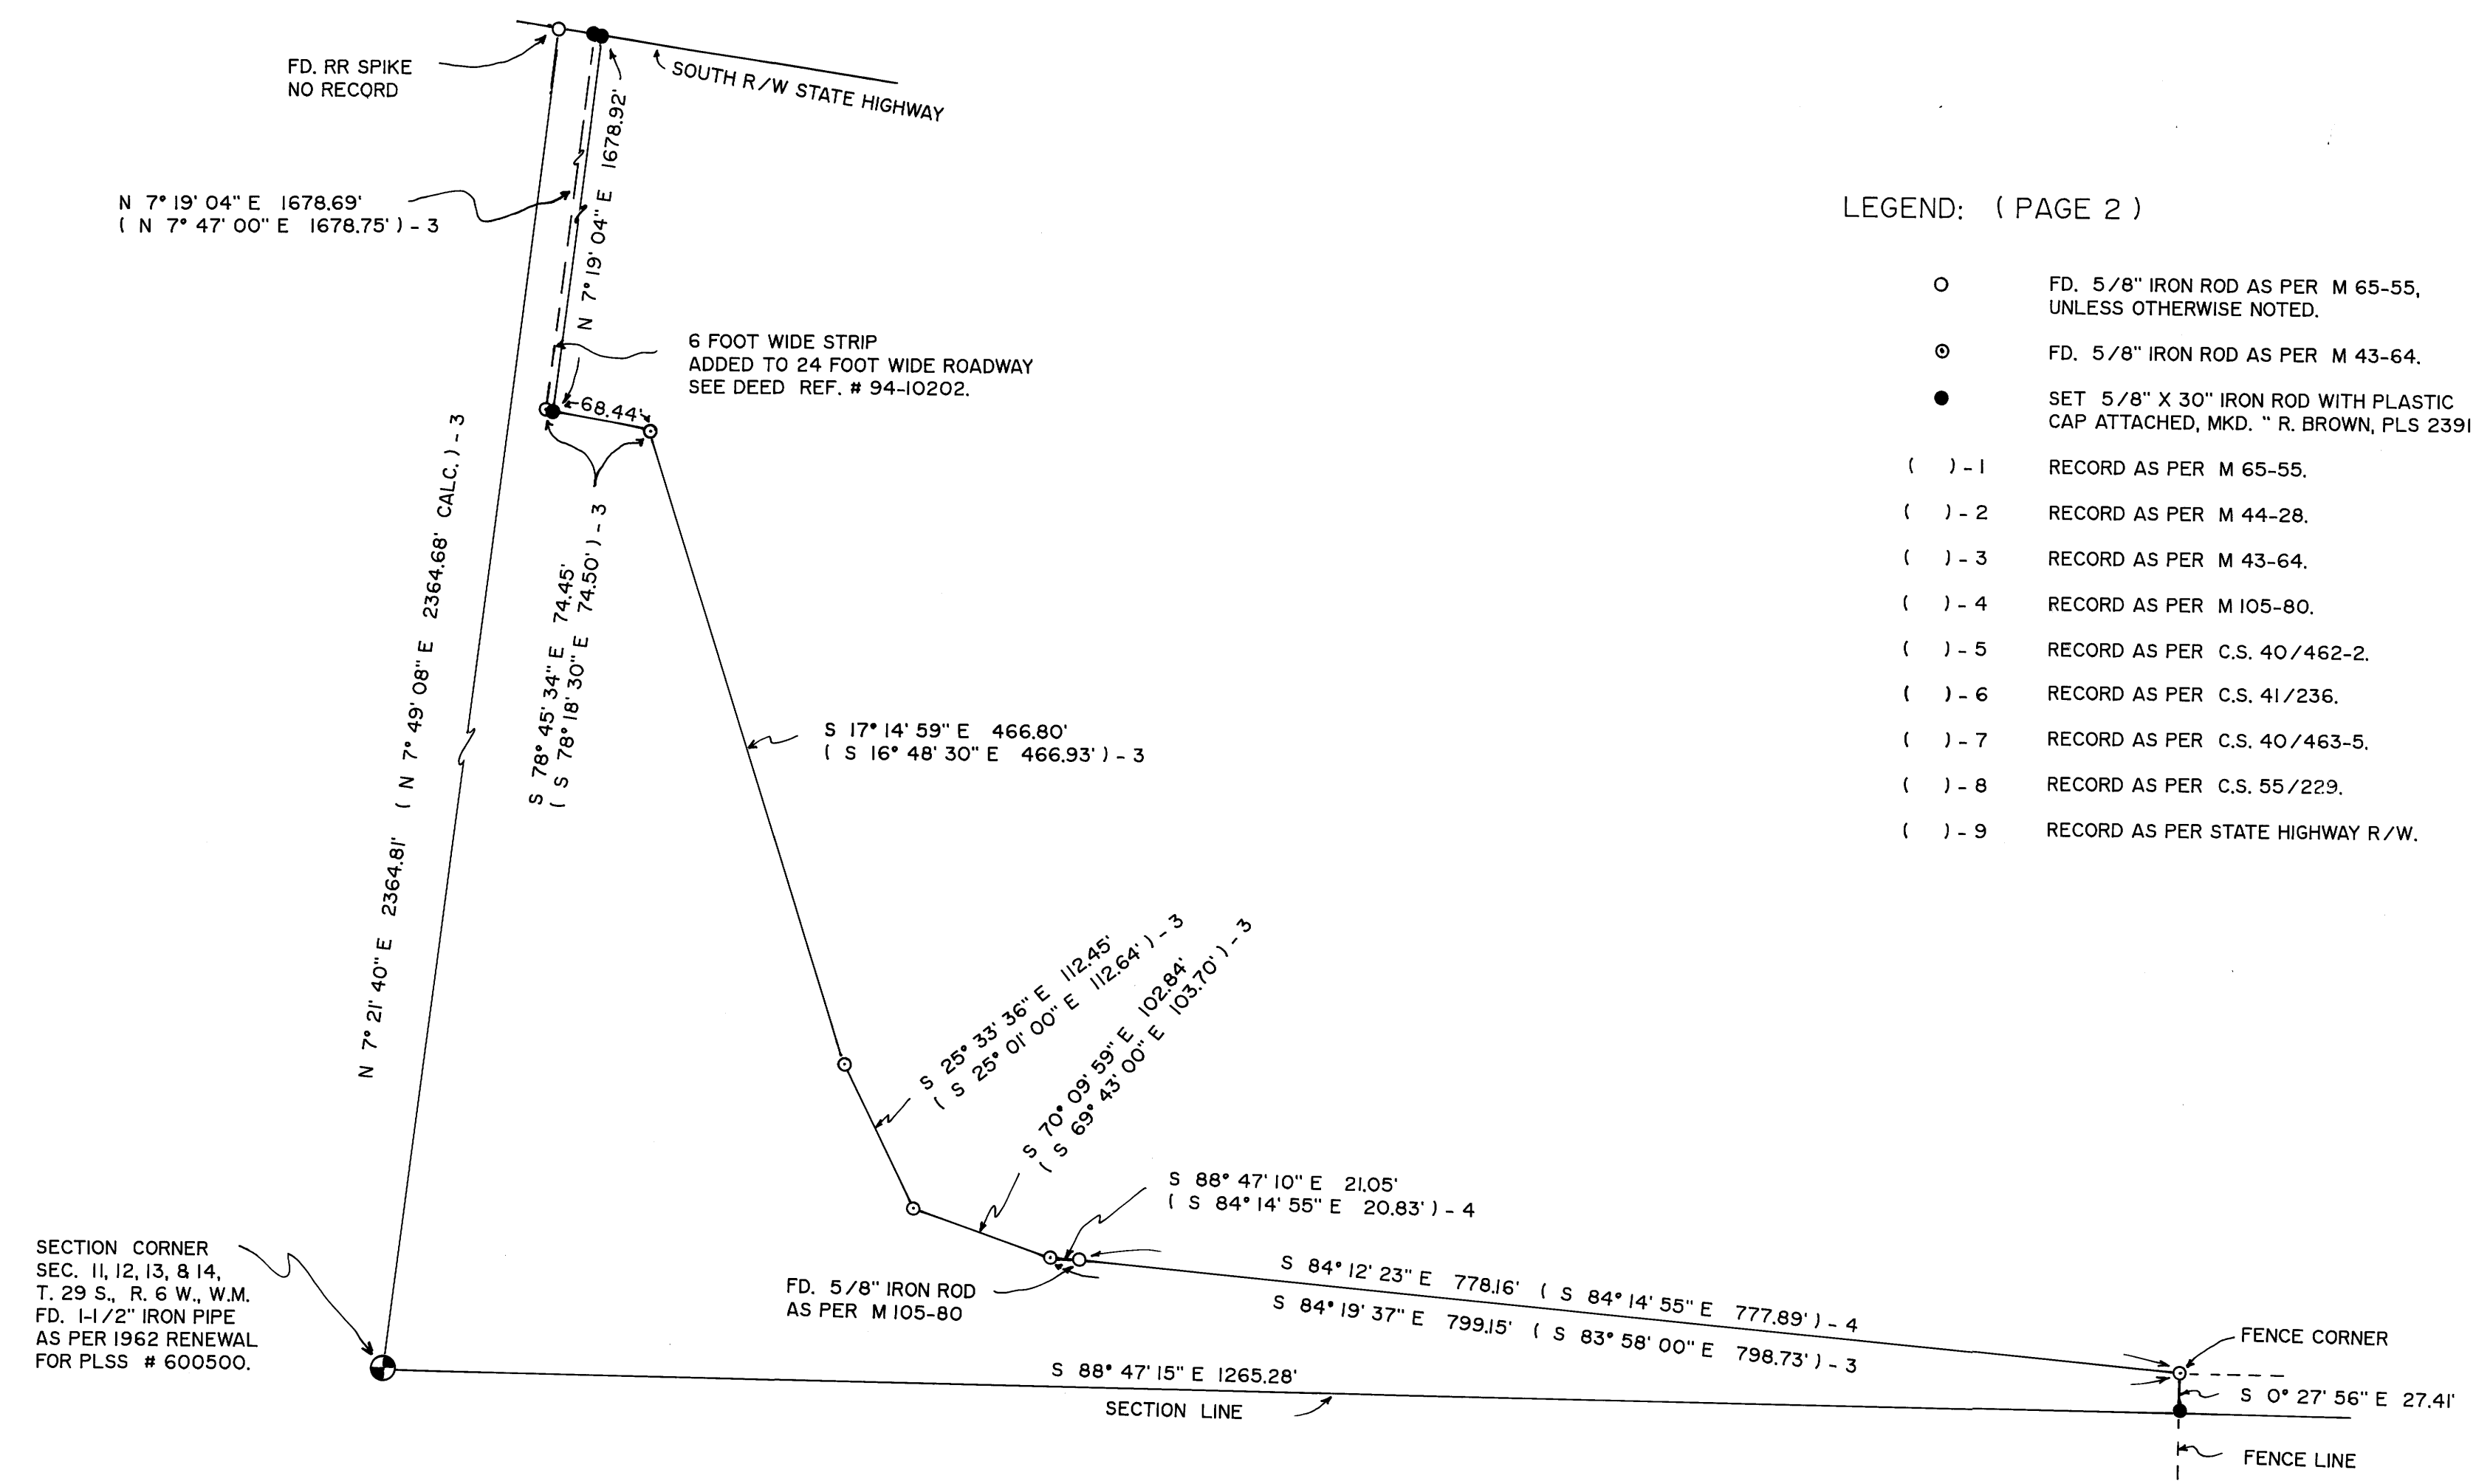 FD. RR SPIKE
NO RECORD
SOUTH R/W STATE HIGHWAY
N 7° 19' 04" E 1678.92'
N 7° 19' 04" E 1678.69'
( N 7° 47' 00" E 1678.75' ) - 3
6 FOOT WIDE STRIP
ADDED TO 24 FOOT WIDE ROADWAY
SEE DEED REF. # 94-10202.
68.44'
N 7° 21' 40" E 2364.81' ( N 7° 49' 08" E 2364.68' CALC. ) - 3
S 78° 45' 34" E 74.45'
( S 78° 18' 30" E 74.50' ) - 3
S 17° 14' 59" E 466.80'
( S 16° 48' 30" E 466.93' ) - 3
S 25° 33' 36" E 112.45'
( S 25° 01' 00" E 112.64' ) - 3
S 70° 09' 59" E 102.84'
( S 69° 43' 00" E 103.70' ) - 3
S 88° 47' 10" E 21.05'
( S 84° 14' 55" E 20.83' ) - 4
SECTION CORNER
SEC. 11, 12, 13, & 14,
T. 29 S., R. 6 W., W.M.
FD. 1-1/2" IRON PIPE
AS PER 1962 RENEWAL
FOR PLSS # 600500.
FD. 5/8" IRON ROD
AS PER M 105-80
S 84° 12' 23" E 778.16' ( S 84° 14' 55" E 777.89' ) - 4
S 84° 19' 37" E 799.15' ( S 83° 58' 00" E 798.73' ) - 3
S 88° 47' 15" E 1265.28'
SECTION LINE
FENCE CORNER
S 0° 27' 56" E 27.41'
FENCE LINE
LEGEND: ( PAGE 2 )
FD. 5/8" IRON ROD AS PER M 65-55,
UNLESS OTHERWISE NOTED.
FD. 5/8" IRON ROD AS PER M 43-64.
SET 5/8" X 30" IRON ROD WITH PLASTIC
CAP ATTACHED, MKD. " R. BROWN, PLS 2391
( ) - 1 RECORD AS PER M 65-55.
( ) - 2 RECORD AS PER M 44-28.
( ) - 3 RECORD AS PER M 43-64.
( ) - 4 RECORD AS PER M 105-80.
( ) - 5 RECORD AS PER C.S. 40/462-2.
( ) - 6 RECORD AS PER C.S. 41/236.
( ) - 7 RECORD AS PER C.S. 40/463-5.
( ) - 8 RECORD AS PER C.S. 55/229.
( ) - 9 RECORD AS PER STATE HIGHWAY R/W.